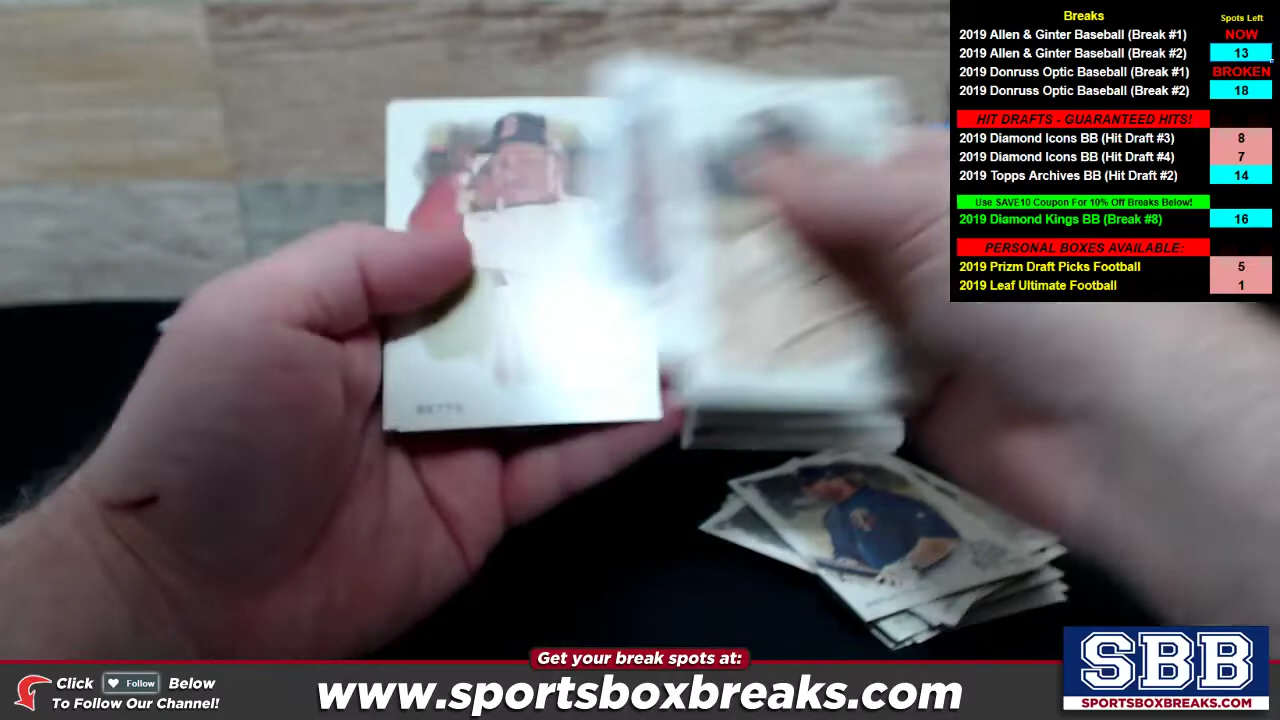 Breaks
Spots Left
2019 Allen & Ginter Baseball (Break #1) NOW
2019 Allen & Ginter Baseball (Break #2) 13
2019 Donruss Optic Baseball (Break #1) BROKEN
2019 Donruss Optic Baseball (Break #2) 18
HIT DRAFTS - GUARANTEED HITS!
2019 Diamond Icons BB (Hit Draft #3) 8
2019 Diamond Icons BB (Hit Draft #4) 7
2019 Topps Archives BB (Hit Draft #2) 14
Use SAVE10 Coupon For 10% Off Breaks Below!
2019 Diamond Kings BB (Break #8) 16
PERSONAL BOXES AVAILABLE:
2019 Prizm Draft Picks Football 5
2019 Leaf Ultimate Football 1
Get your break spots at:
www.sportsboxbreaks.com
Click Follow Below
To Follow Our Channel!
SBB
SPORTSBOXBREAKS.COM